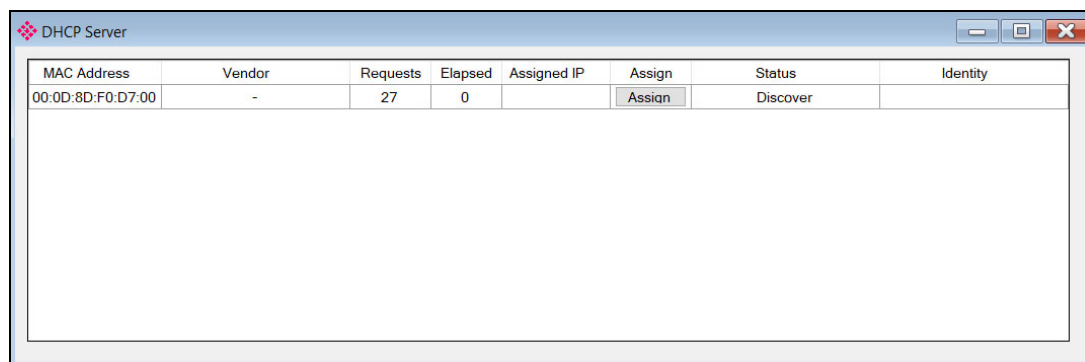 DHCP Server
MAC Address Vendor Requests Elapsed Assigned IP Assign Status Identity
00:0D:8D:F0:D7:00 - 27 0 Assign Discover